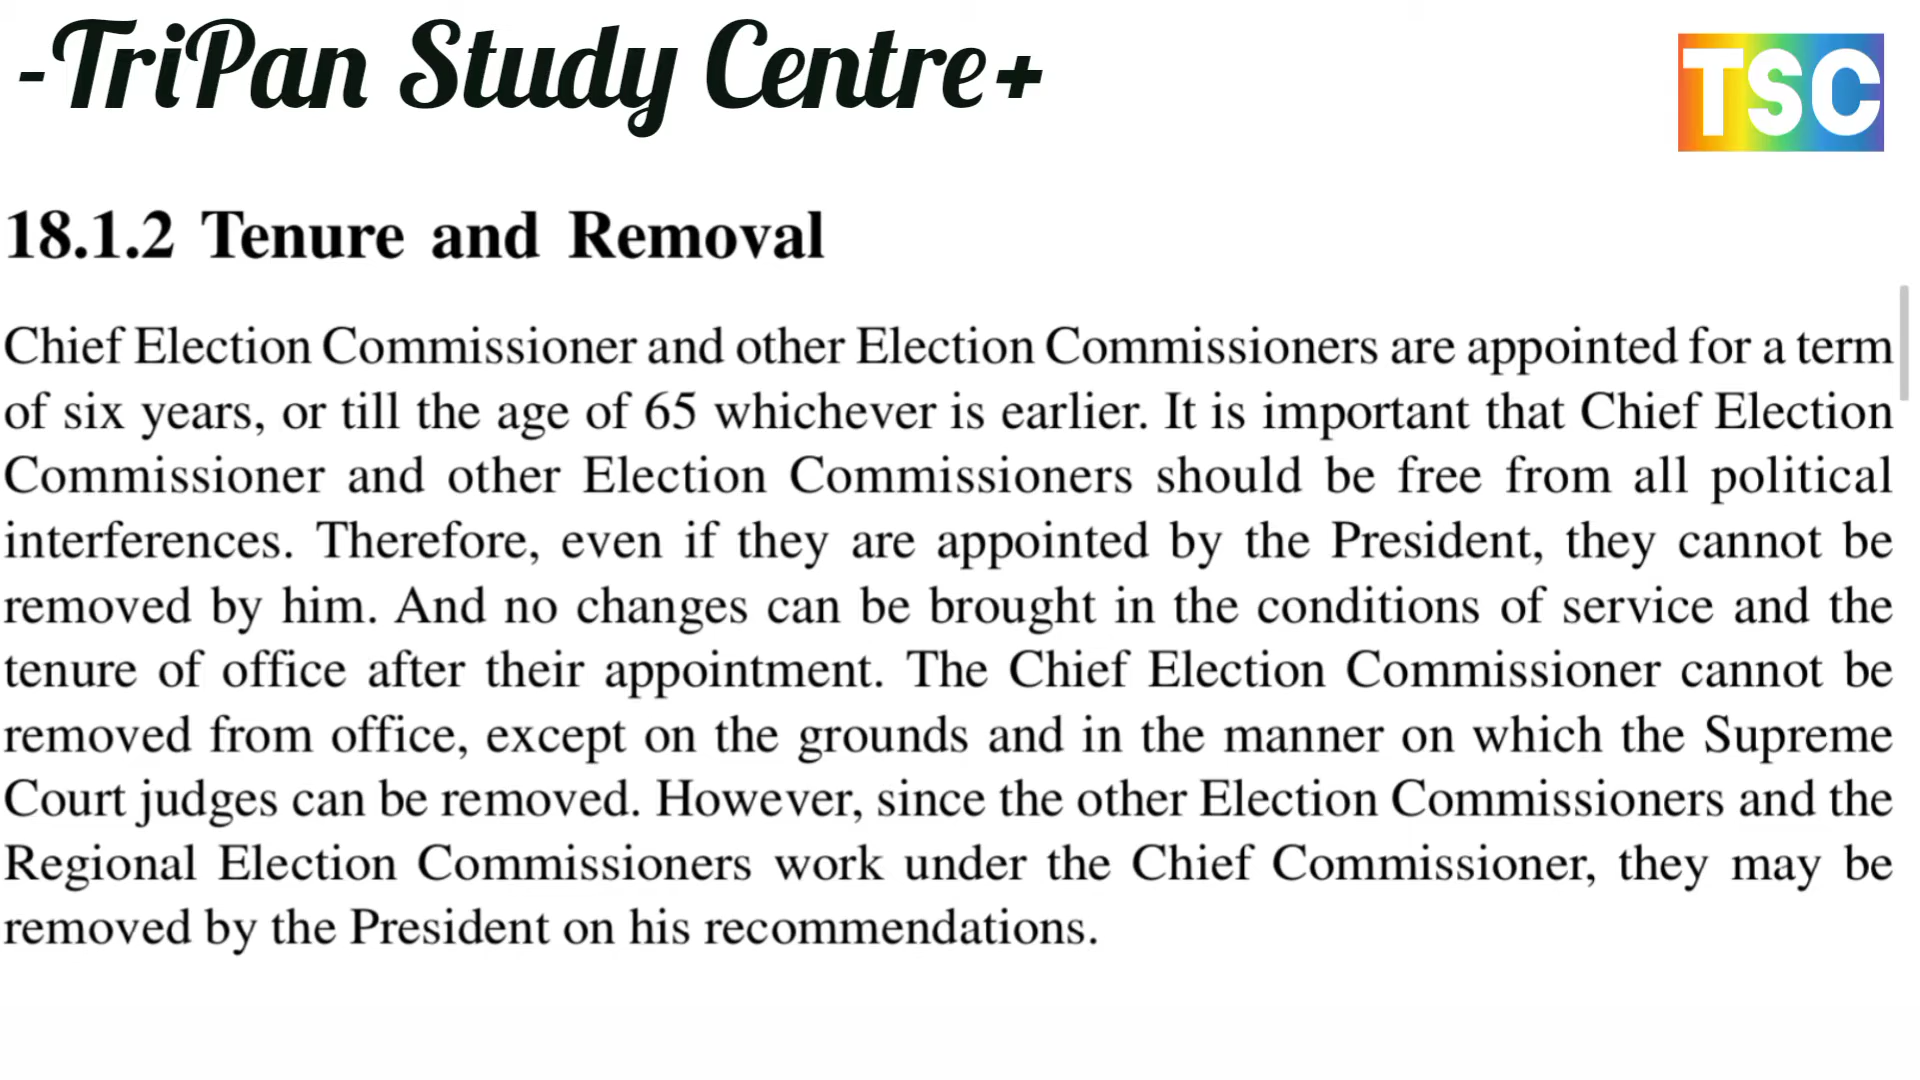 -TriPan Study Centre+
TSC
18.1.2 Tenure and Removal
Chief Election Commissioner and other Election Commissioners are appointed for a term
of six years, or till the age of 65 whichever is earlier. It is important that Chief Election
Commissioner and other Election Commissioners should be free from all political
interferences. Therefore, even if they are appointed by the President, they cannot be
removed by him. And no changes can be brought in the conditions of service and the
tenure of office after their appointment. The Chief Election Commissioner cannot be
removed from office, except on the grounds and in the manner on which the Supreme
Court judges can be removed. However, since the other Election Commissioners and the
Regional Election Commissioners work under the Chief Commissioner, they may be
removed by the President on his recommendations.